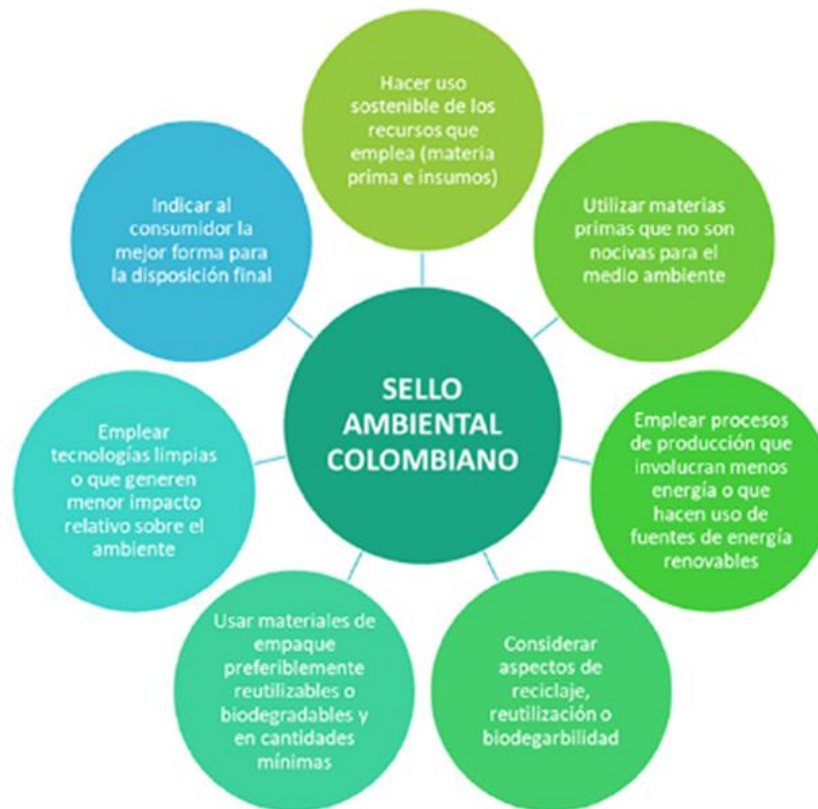 Hacer uso
sostenible de los
recursos que
emplea (materia
prima e insumos)
Utilizar materias
primas que no son
nocivas para el
medio ambiente
Emplear procesos
de producción que
involucran menos
energía o que
hacen uso de
fuentes de energía
renovables
Considerar
aspectos de
reciclaje,
reutilización o
biodegarbilidad
Usar materiales de
empaque
preferiblemente
reutilizables o
biodegradables y
en cantidades
mínimas
Emplear
tecnologías limpias
o que generen
menor impacto
relativo sobre el
ambiente
Indicar al
consumidor la
mejor forma para
la disposición final
SELLO
AMBIENTAL
COLOMBIANO